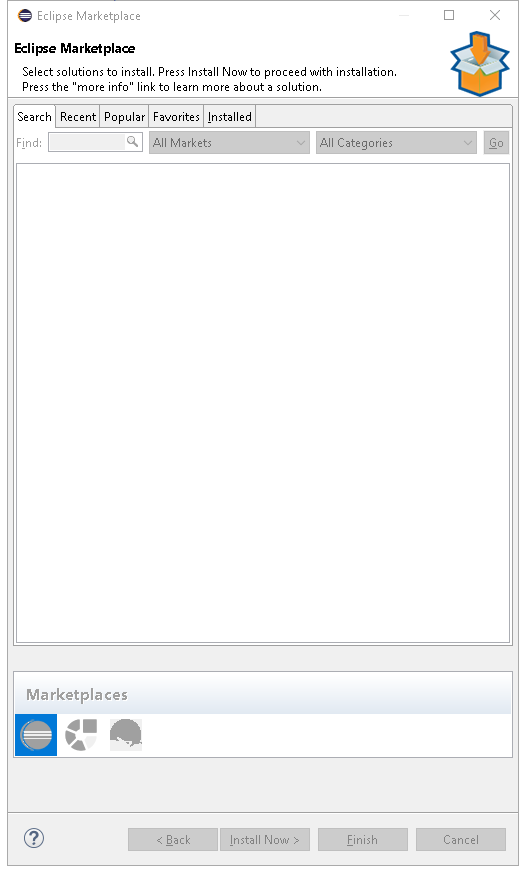 Eclipse Marketplace
Eclipse Marketplace
Select solutions to install. Press Install Now to proceed with installation.
Press the "more info" link to learn more about a solution.
Search Recent Popular Favorites Installed
Find: All Markets All Categories Go
Marketplaces
< Back Install Now > Finish Cancel